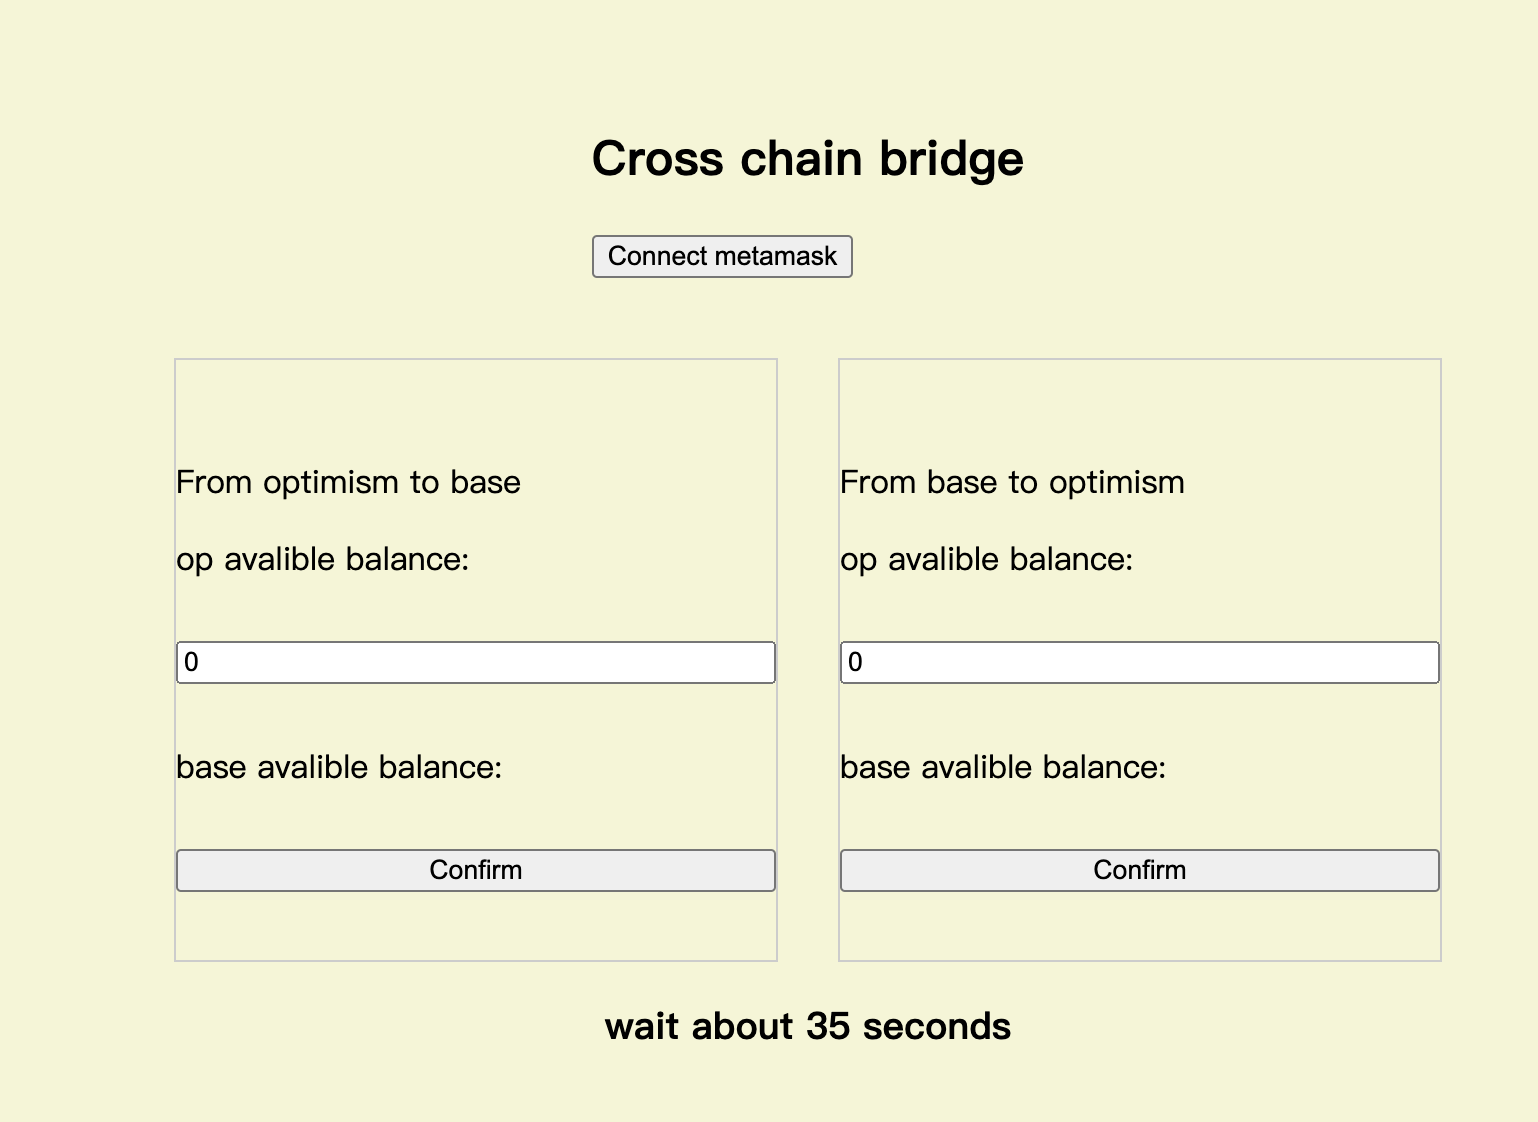 Cross chain bridge
Connect metamask
From optimism to base
op avalible balance:
0
base avalible balance:
Confirm
From base to optimism
op avalible balance:
0
base avalible balance:
Confirm
wait about 35 seconds